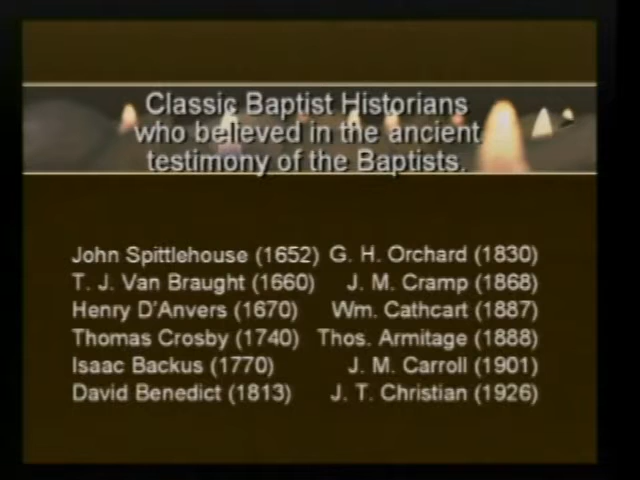 Classic Baptist Historians
who believed in the ancient
testimony of the Baptists.
John Spittlehouse (1652) G. H. Orchard (1830)
T. J. Van Braught (1660) J. M. Cramp (1868)
Henry D'Anvers (1670) Wm. Cathcart (1887)
Thomas Crosby (1740) Thos. Armitage (1888)
Isaac Backus (1770) J. M. Carroll (1901)
David Benedict (1813) J. T. Christian (1926)